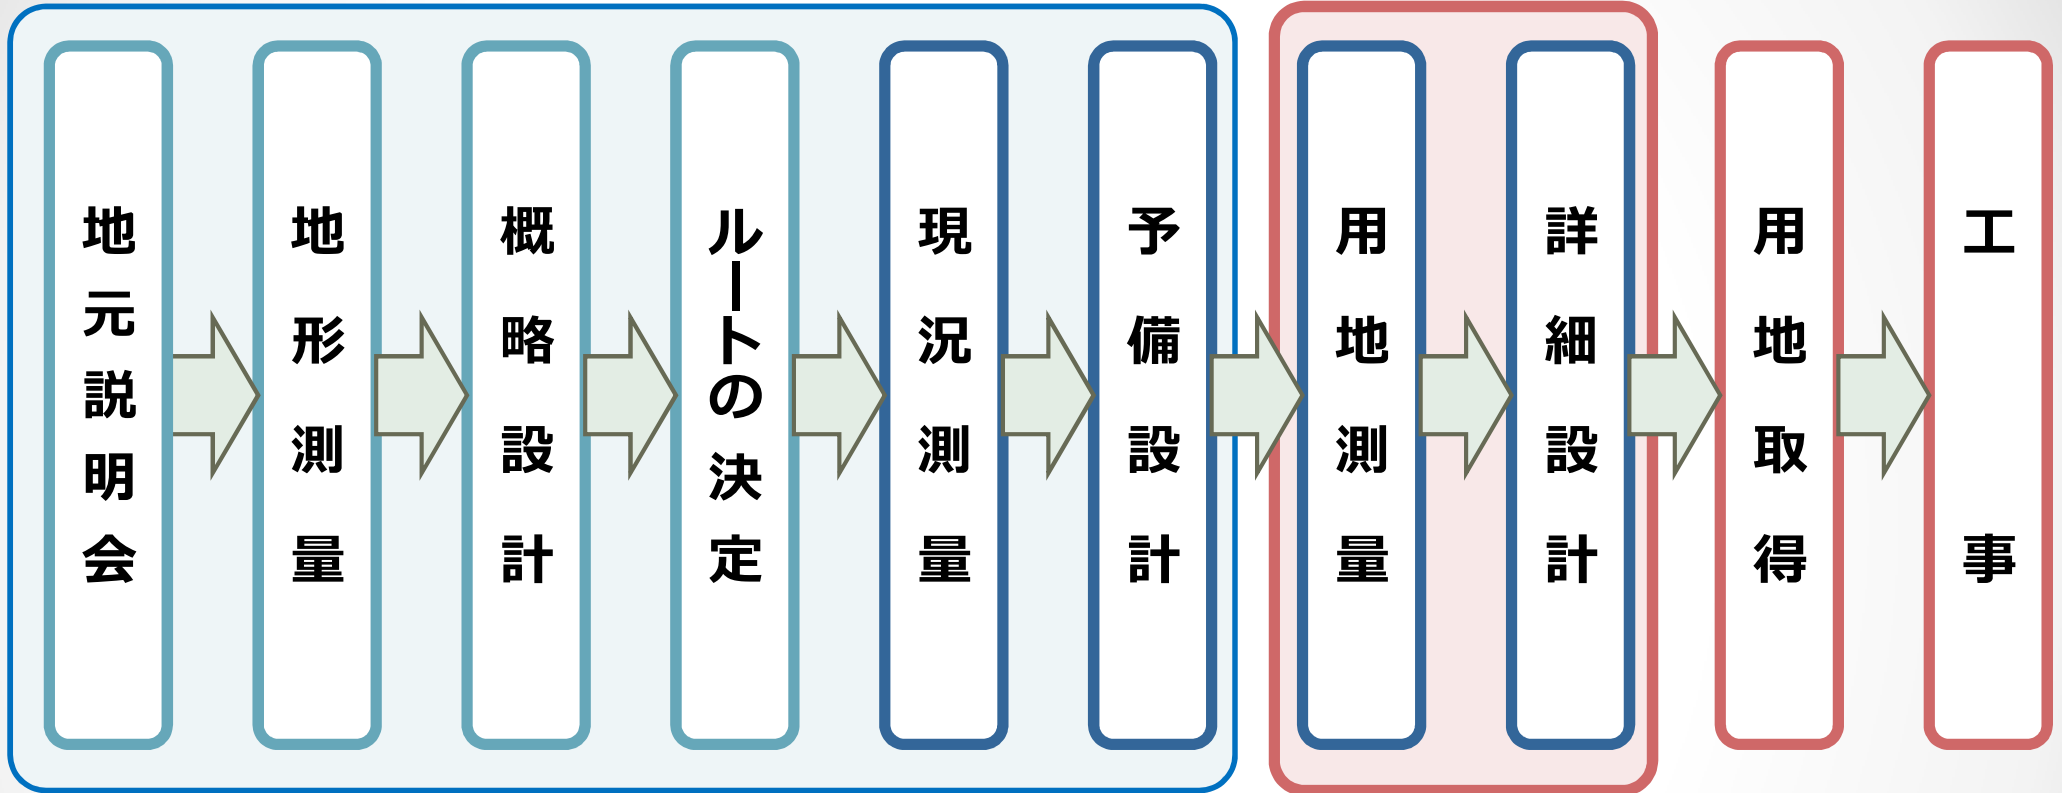 地元説明会
地形測量
概略設計
ルートの決定
現況測量
予備設計
用地測量
詳細設計
用地取得
工事